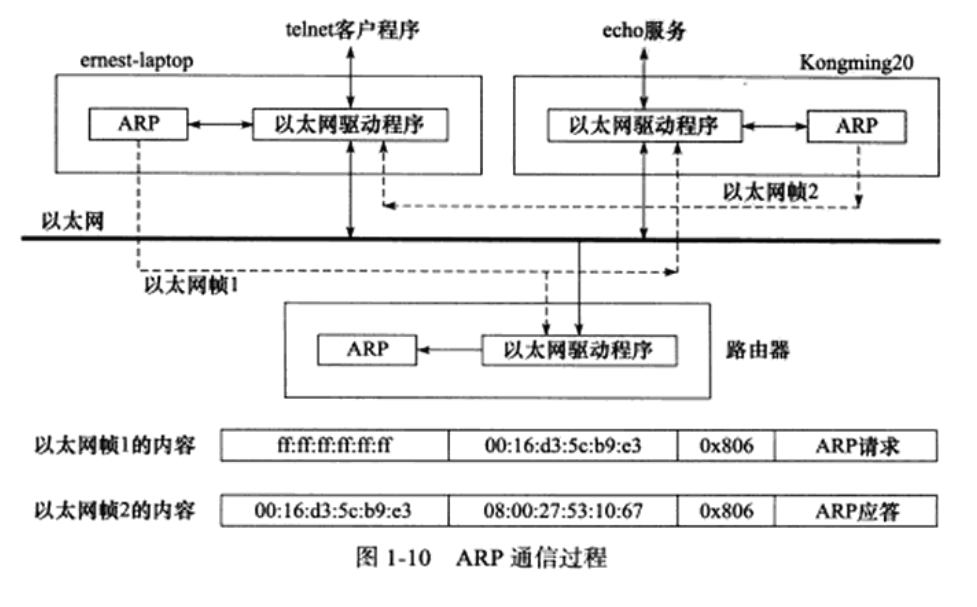 telnet客户程序 echo服务
ernest-laptop Kongming20
ARP 以太网驱动程序 以太网驱动程序 ARP
以太网帧2
以太网
以太网帧1
ARP 以太网驱动程序 路由器
以太网帧1的内容 ff:ff:ff:ff:ff:ff 00:16:d3:5c:b9:e3 0x806 ARP请求
以太网帧2的内容 00:16:d3:5c:b9:e3 08:00:27:53:10:67 0x806 ARP应答
图 1-10 ARP 通信过程